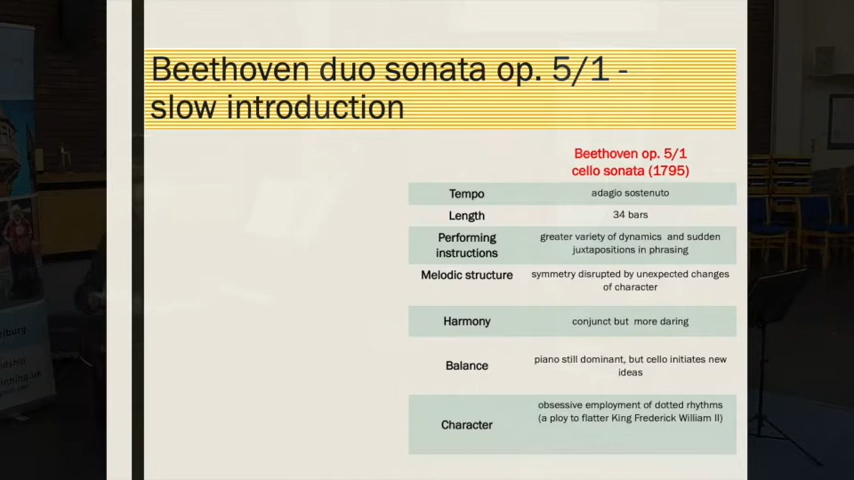 Beethoven duo sonata op. 5/1 -
slow introduction
Beethoven op. 5/1
cello sonata (1795)
Tempo
adagio sostenuto
Length
34 bars
Performing
instructions
greater variety of dynamics and sudden
juxtapositions in phrasing
Melodic structure
symmetry disrupted by unexpected changes
of character
Harmony
conjunct but more daring
Balance
piano still dominant, but cello initiates new
ideas
Character
obsessive employment of dotted rhythms
(a ploy to flatter King Frederick William II)